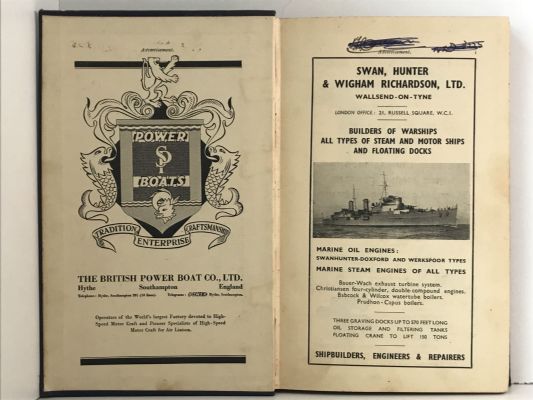 Advertisement.
POWER
BOATS
TRADITION
ENTERPRISE
CRAFTSMANSHIP
THE BRITISH POWER BOAT CO., LTD.
Hythe Southampton England
Operators of the World's largest Factory devoted to High-
Speed Motor Craft and Pioneer Specialists of High-Speed
Motor Craft for Air Liaison.
Advertisement.
SWAN, HUNTER
& WIGHAM RICHARDSON, LTD.
WALLSEND-ON-TYNE
LONDON OFFICE: 21, RUSSELL SQUARE, W.C.1.
BUILDERS OF WARSHIPS
ALL TYPES OF STEAM AND MOTOR SHIPS
AND FLOATING DOCKS
MARINE OIL ENGINES:
SWANHUNTER-DOXFORD AND WERKSPOOR TYPES
MARINE STEAM ENGINES OF ALL TYPES
Bauer-Wach exhaust turbine system.
Christiansen four-cylinder, double-compound engines.
Babcock & Wilcox watertube boilers.
Prudhon-Capus boilers.
THREE GRAVING DOCKS UP TO 570 FEET LONG
OIL STORAGE AND FILTERING TANKS
FLOATING CRANE TO LIFT 150 TONS
SHIPBUILDERS, ENGINEERS & REPAIRERS